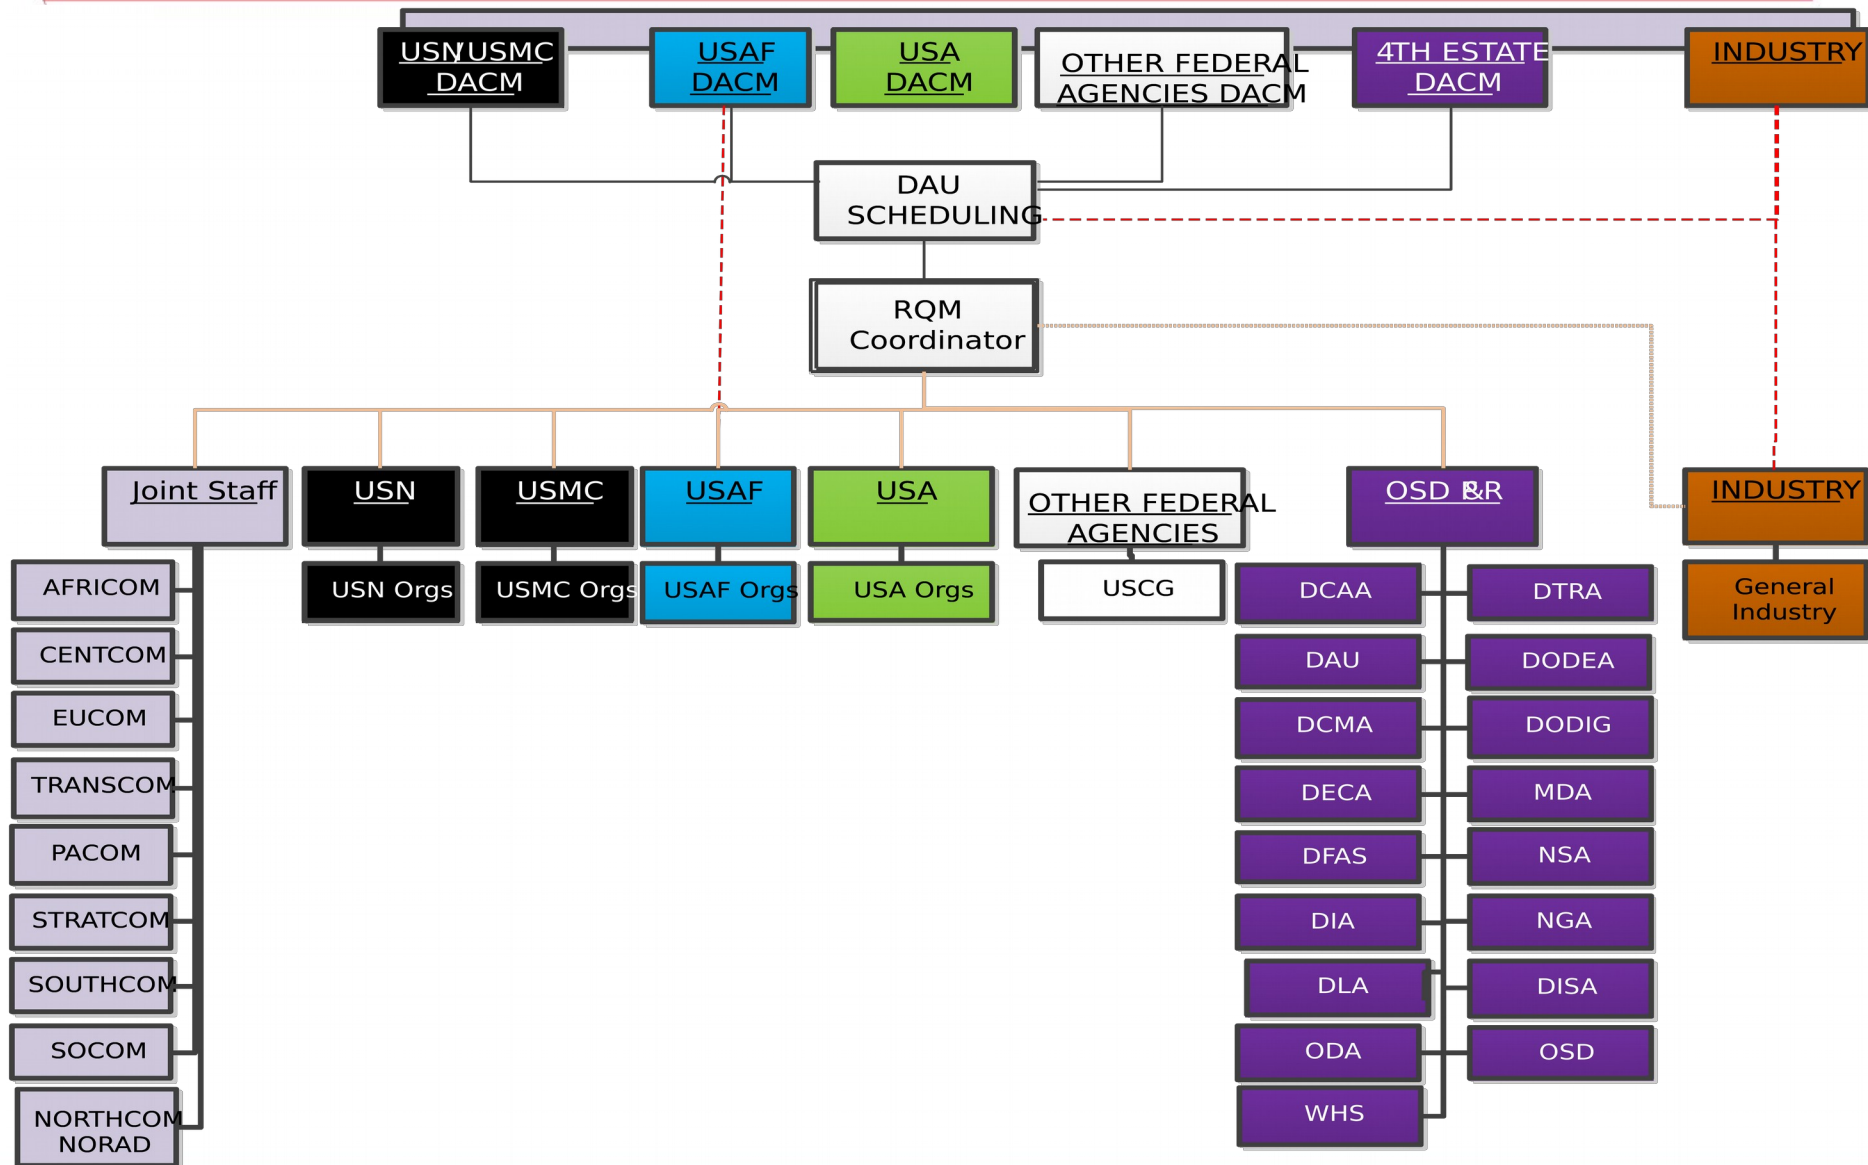 USN/USMC
DACM
USAF
DACM
USA
DACM
OTHER FEDERAL
AGENCIES DACM
4TH ESTATE
DACM
INDUSTRY
DAU
SCHEDULING
RQM
Coordinator
Joint Staff
USN
USMC
USAF
USA
OTHER FEDERAL
AGENCIES
OSD P&R
INDUSTRY
AFRICOM
CENTCOM
EUCOM
TRANSCOM
PACOM
STRATCOM
SOUTHCOM
SOCOM
NORTHCOM
NORAD
USN Orgs
USMC Orgs
USAF Orgs
USA Orgs
USCG
DCAA
DTRA
DAU
DODEA
DCMA
DODIG
DECA
MDA
DFAS
NSA
DIA
NGA
DLA
DISA
ODA
OSD
WHS
General
Industry